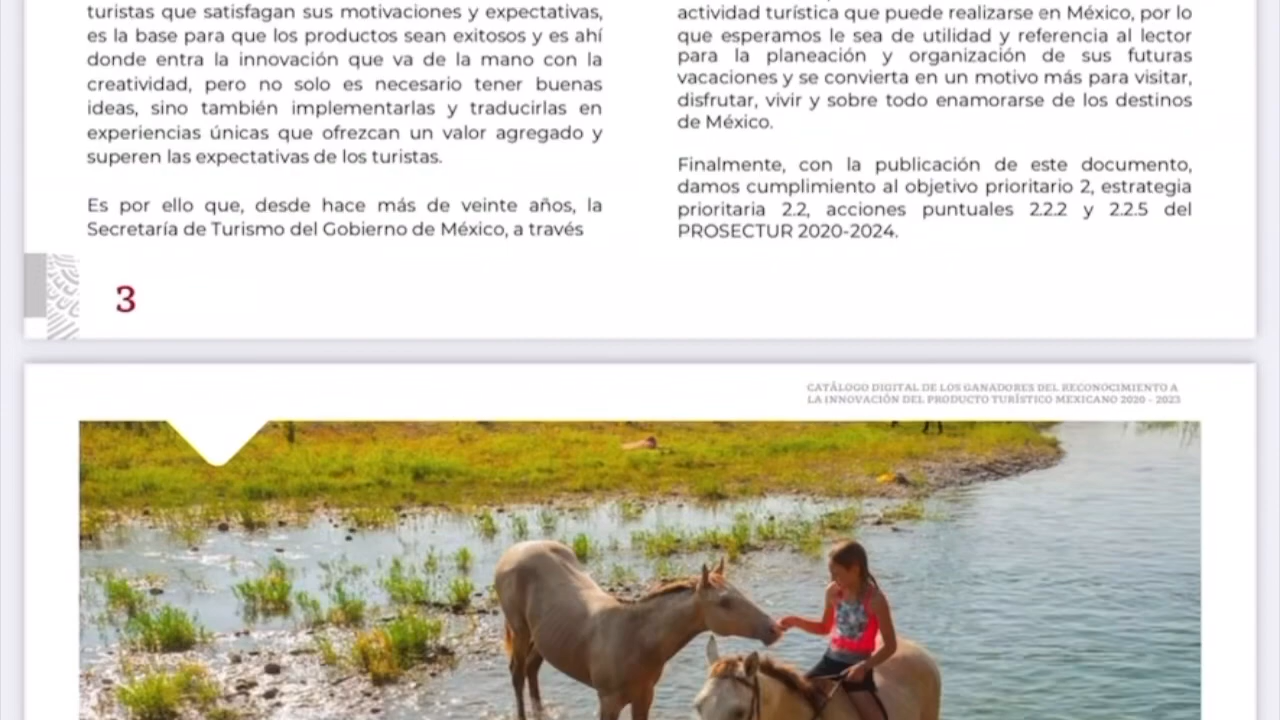 turistas que satisfagan sus motivaciones y expectativas,
es la base para que los productos sean exitosos y es ahí
donde entra la innovación que va de la mano con la
creatividad, pero no solo es necesario tener buenas
ideas, sino también implementarlas y traducirlas en
experiencias únicas que ofrezcan un valor agregado y
superen las expectativas de los turistas.
Es por ello que, desde hace más de veinte años, la
Secretaría de Turismo del Gobierno de México, a través
actividad turística que puede realizarse en México, por lo
que esperamos le sea de utilidad y referencia al lector
para la planeación y organización de sus futuras
vacaciones y se convierta en un motivo más para visitar,
disfrutar, vivir y sobre todo enamorarse de los destinos
de México.
Finalmente, con la publicación de este documento,
damos cumplimiento al objetivo prioritario 2, estrategia
prioritaria 2.2, acciones puntuales 2.2.2 y 2.2.5 del
PROSECTUR 2020-2024.
3
CATÁLOGO DIGITAL DE LOS GANADORES DEL RECONOCIMIENTO A
LA INNOVACIÓN DEL PRODUCTO TURÍSTICO MEXICANO 2020 - 2023